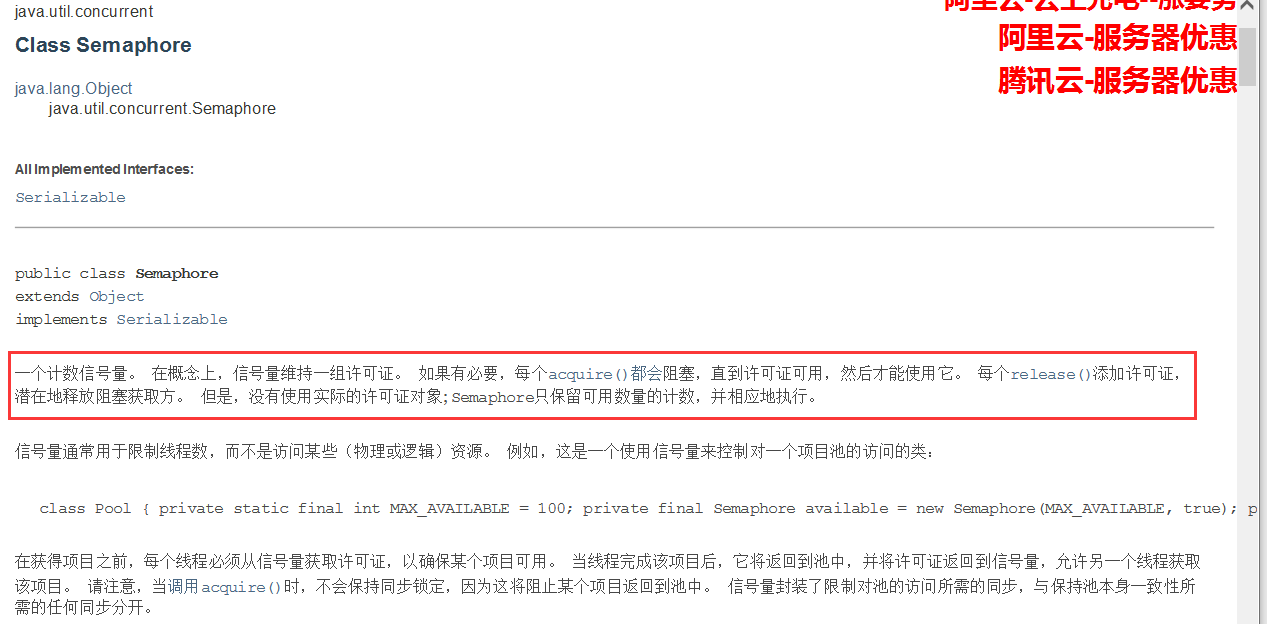 java.util.concurrent
阿里云-云上充电--旅要务
Class Semaphore
阿里云-服务器优惠
腾讯云-服务器优惠
java.lang.Object
java.util.concurrent.Semaphore
All Implemented Interfaces:
Serializable
public class Semaphore
extends Object
implements Serializable
一个计数信号量。 在概念上，信号量维持一组许可证。 如果有必要，每个acquire()都会阻塞，直到许可证可用，然后才能使用它。 每个release()添加许可证，
潜在地释放阻塞获取方。 但是，没有使用实际的许可证对象;Semaphore只保留可用数量的计数，并相应地执行。
信号量通常用于限制线程数，而不是访问某些（物理或逻辑）资源。 例如，这是一个使用信号量来控制对一个项目池的访问的类：
class Pool { private static final int MAX_AVAILABLE = 100; private final Semaphore available = new Semaphore(MAX_AVAILABLE, true); p
在获得项目之前，每个线程必须从信号量获取许可证，以确保某个项目可用。 当线程完成该项目后，它将返回到池中，并将许可证返回到信号量，允许另一个线程获取
该项目。 请注意，当调用acquire()时，不会保持同步锁定，因为这将阻止某个项目返回到池中。 信号量封装了限制对池的访问所需的同步，与保持池本身一致性所
需的任何同步分开。